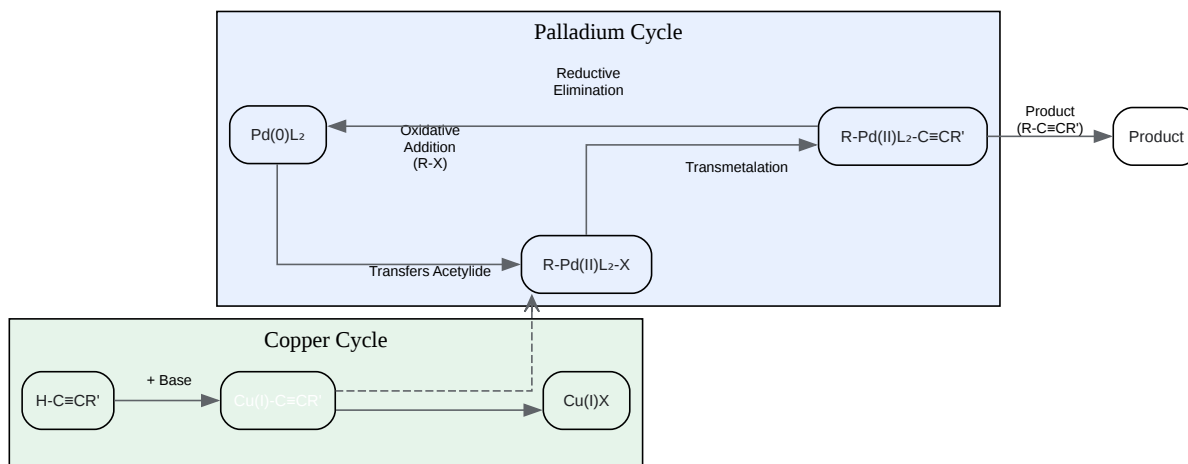 Palladium Cycle
Reductive
Elimination
Pd(0)L₂
Oxidative
Addition
(R-X)
R-Pd(II)L₂-C≡CR'
Product
(R-C≡CR')
Product
Transmetalation
Transfers Acetylide
R-Pd(II)L₂-X
Copper Cycle
H-C≡CR'
+ Base
Cu(I)-C≡CR'
Cu(I)X